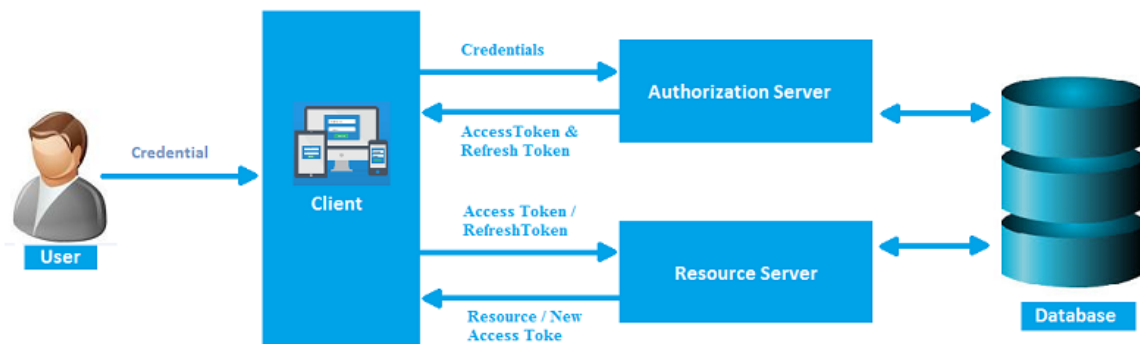 User
Credential
Client
Credentials
AccessToken &
Refresh Token
Access Token /
RefreshToken
Resource / New
Access Toke
Authorization Server
Resource Server
Database